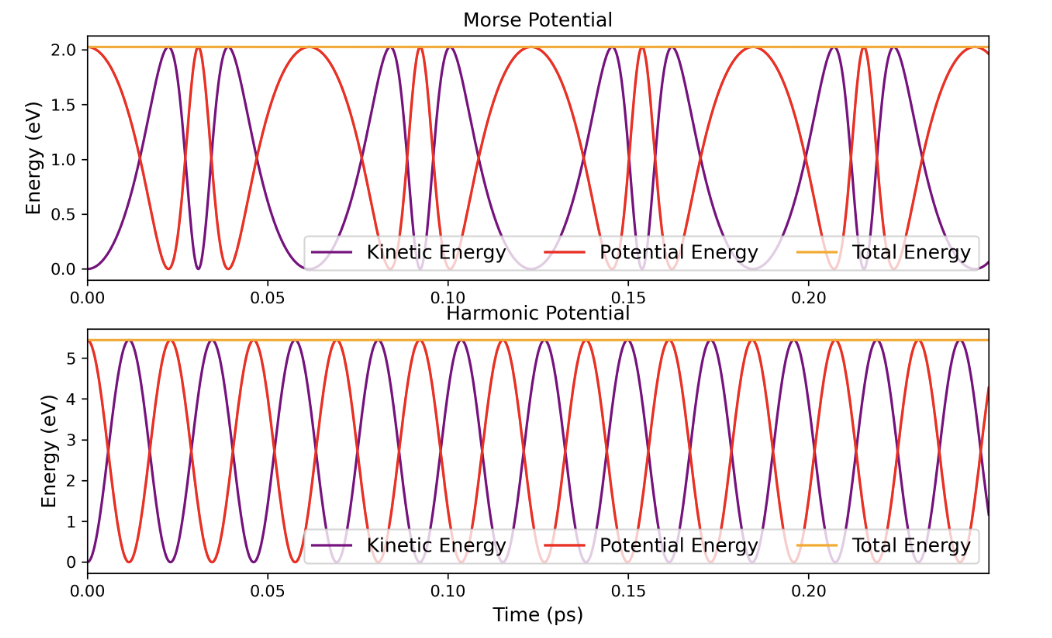 Morse Potential
Energy (eV)
2.0
1.5
1.0
0.5
0.0
Kinetic Energy Potential Energy Total Energy
0.00 0.05 0.10 0.15 0.20
Harmonic Potential
Energy (eV)
5
4
3
2
1
0
Kinetic Energy Potential Energy Total Energy
0.00 0.05 0.10 0.15 0.20
Time (ps)